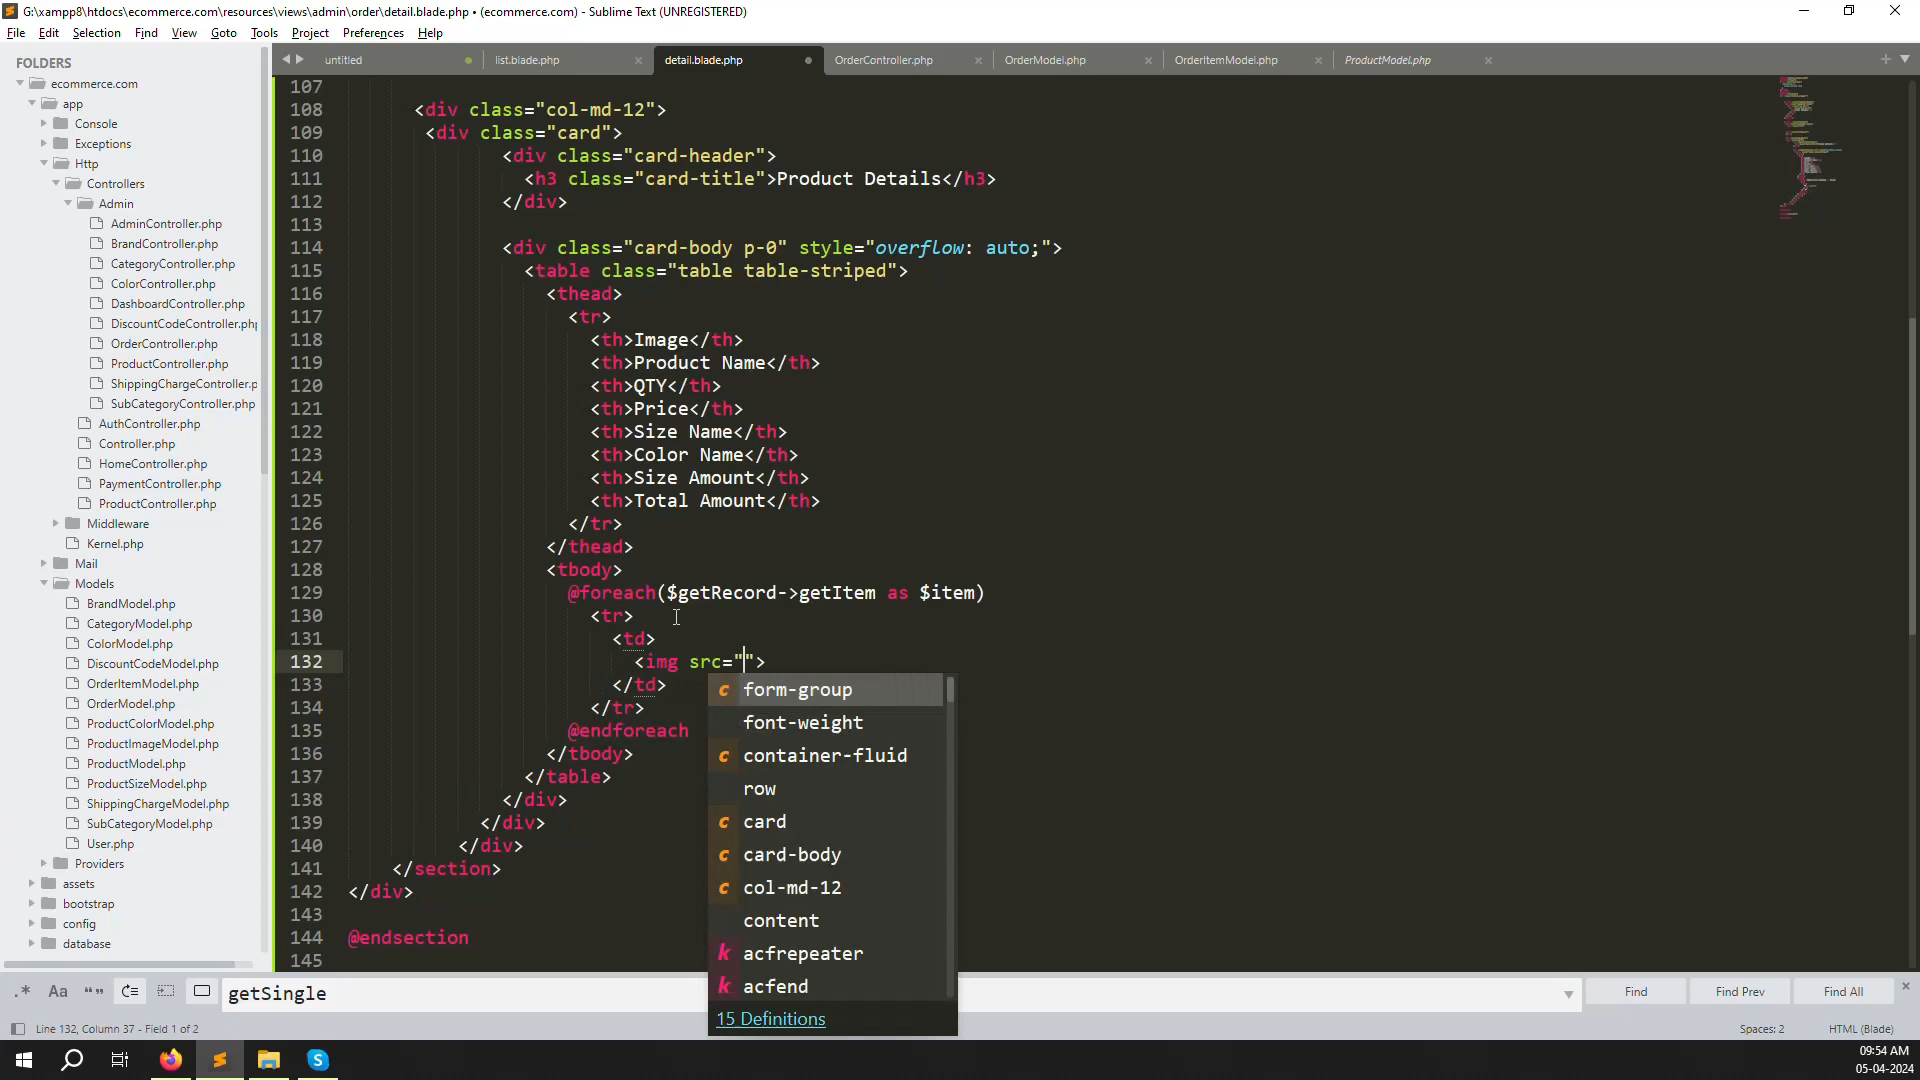 G:\xampp8\htdocs\ecommerce.com\resources\views\admin\order\detail.blade.php • (ecommerce.com) - Sublime Text (UNREGISTERED)
File Edit Selection Find View Goto Tools Project Preferences Help
FOLDERS
ecommerce.com
app
Console
Exceptions
Http
Controllers
Admin
AdminController.php
BrandController.php
CategoryController.php
ColorController.php
DashboardController.php
DiscountCodeController.php
OrderController.php
ProductController.php
ShippingChargeController.p
SubCategoryController.php
AuthController.php
Controller.php
HomeController.php
PaymentController.php
ProductController.php
Middleware
Kernel.php
Mail
Models
BrandModel.php
CategoryModel.php
ColorModel.php
DiscountCodeModel.php
OrderItemModel.php
OrderModel.php
ProductColorModel.php
ProductImageModel.php
ProductModel.php
ProductSizeModel.php
ShippingChargeModel.php
SubCategoryModel.php
User.php
Providers
assets
bootstrap
config
database
untitled list.blade.php detail.blade.php OrderController.php OrderModel.php OrderItemModel.php ProductModel.php
107
108 <div class="col-md-12">
109 <div class="card">
110 <div class="card-header">
111 <h3 class="card-title">Product Details</h3>
112 </div>
113
114 <div class="card-body p-0" style="overflow: auto;">
115 <table class="table table-striped">
116 <thead>
117 <tr>
118 <th>Image</th>
119 <th>Product Name</th>
120 <th>QTY</th>
121 <th>Price</th>
122 <th>Size Name</th>
123 <th>Color Name</th>
124 <th>Size Amount</th>
125 <th>Total Amount</th>
126 </tr>
127 </thead>
128 <tbody>
129 @foreach($getRecord->getItem as $item)
130 <tr>
131 <td>
132 <img src="">
133 </td>
134 </tr>
135 @endforeach
136 </tbody>
137 </table>
138 </div>
139 </div>
140 </div>
141 </section>
142 </div>
143
144 @endsection
145
c form-group
font-weight
c container-fluid
row
c card
c card-body
c col-md-12
content
k acfrepeater
k acfend
15 Definitions
.* Aa “” getSingle Find Find Prev Find All
Line 132, Column 37 - Field 1 of 2 Spaces: 2 HTML (Blade)
09:54 AM
05-04-2024